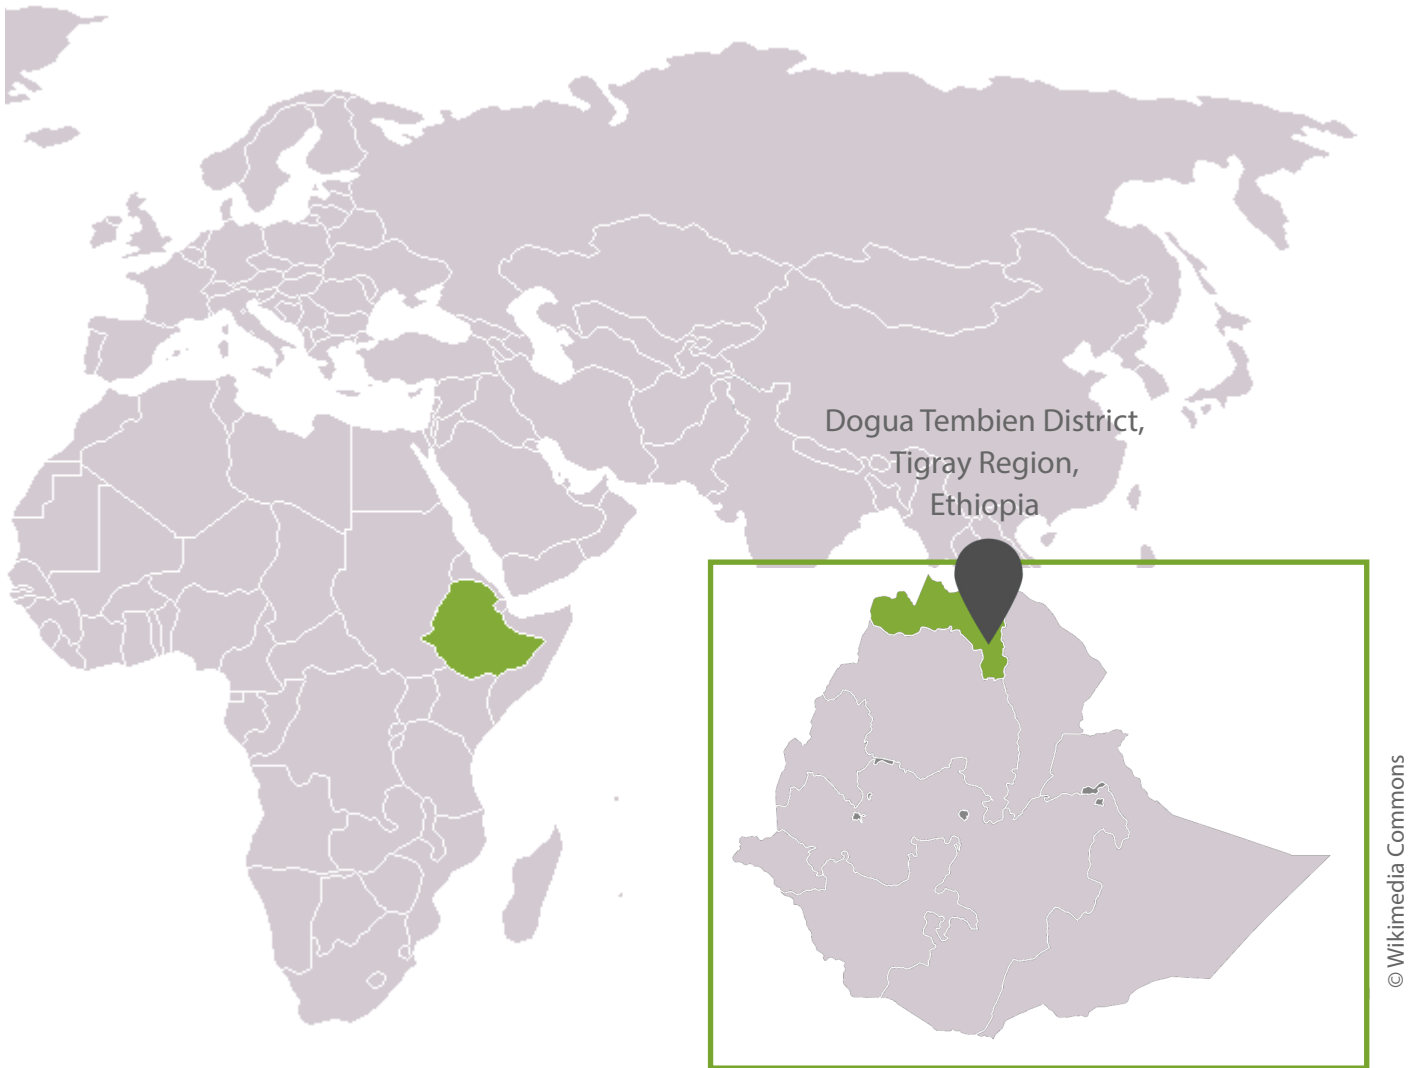 Dogua Tembien District,
Tigray Region,
Ethiopia
© Wikimedia Commons